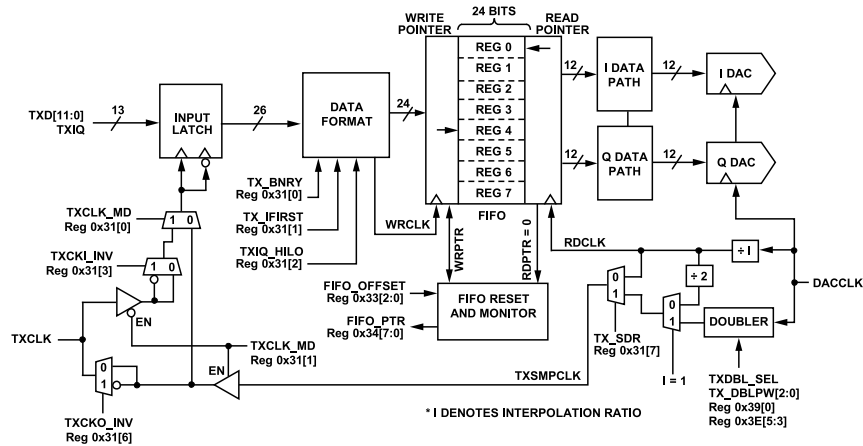 24 BITS
WRITE POINTER
READ POINTER
REG 0
REG 1
REG 2
REG 3
REG 4
REG 5
REG 6
REG 7
FIFO
TXD[11:0]
TXIQ
13
INPUT LATCH
26
DATA FORMAT
24
12
I DATA PATH
12
I DAC
12
Q DATA PATH
12
Q DAC
TX_BNRY
Reg 0x31[0]
TX_IFIRST
Reg 0x31[1]
TXIQ_HILO
Reg 0x31[2]
WRCLK
WRPTR
RDPTR = 0
RDCLK
÷ I
÷ 2
DACCLK
TXCLK_MD
Reg 0x31[0]
1 0
TXCKI_INV
Reg 0x31[3]
1 0
FIFO_OFFSET
Reg 0x33[2:0]
FIFO_PTR
Reg 0x34[7:0]
FIFO RESET AND MONITOR
0
1
TX_SDR
Reg 0x31[7]
0
1
I = 1
DOUBLER
TXDBL_SEL
TX_DBLPW[2:0]
Reg 0x39[0]
Reg 0x3E[5:3]
TXCLK
EN
TXCLK_MD
Reg 0x31[1]
EN
0
1
TXCKO_INV
Reg 0x31[6]
TXSMPCLK
* I DENOTES INTERPOLATION RATIO